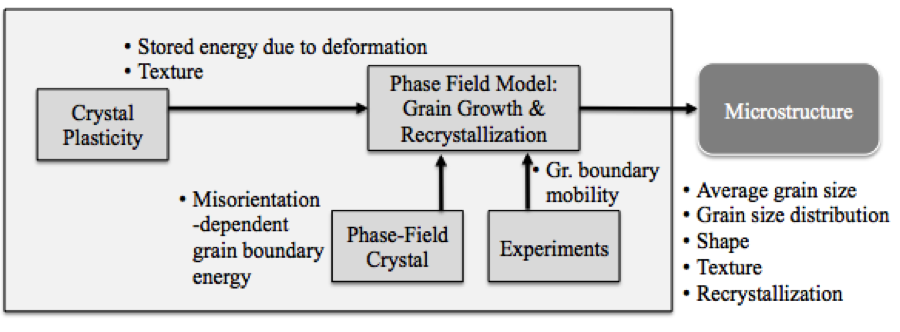 • Stored energy due to deformation
• Texture
Crystal
Plasticity
Phase Field Model:
Grain Growth &
Recrystallization
Microstructure
• Misorientation
-dependent
grain boundary
energy
Phase-Field
Crystal
• Gr. boundary
mobility
Experiments
• Average grain size
• Grain size distribution
• Shape
• Texture
• Recrystallization